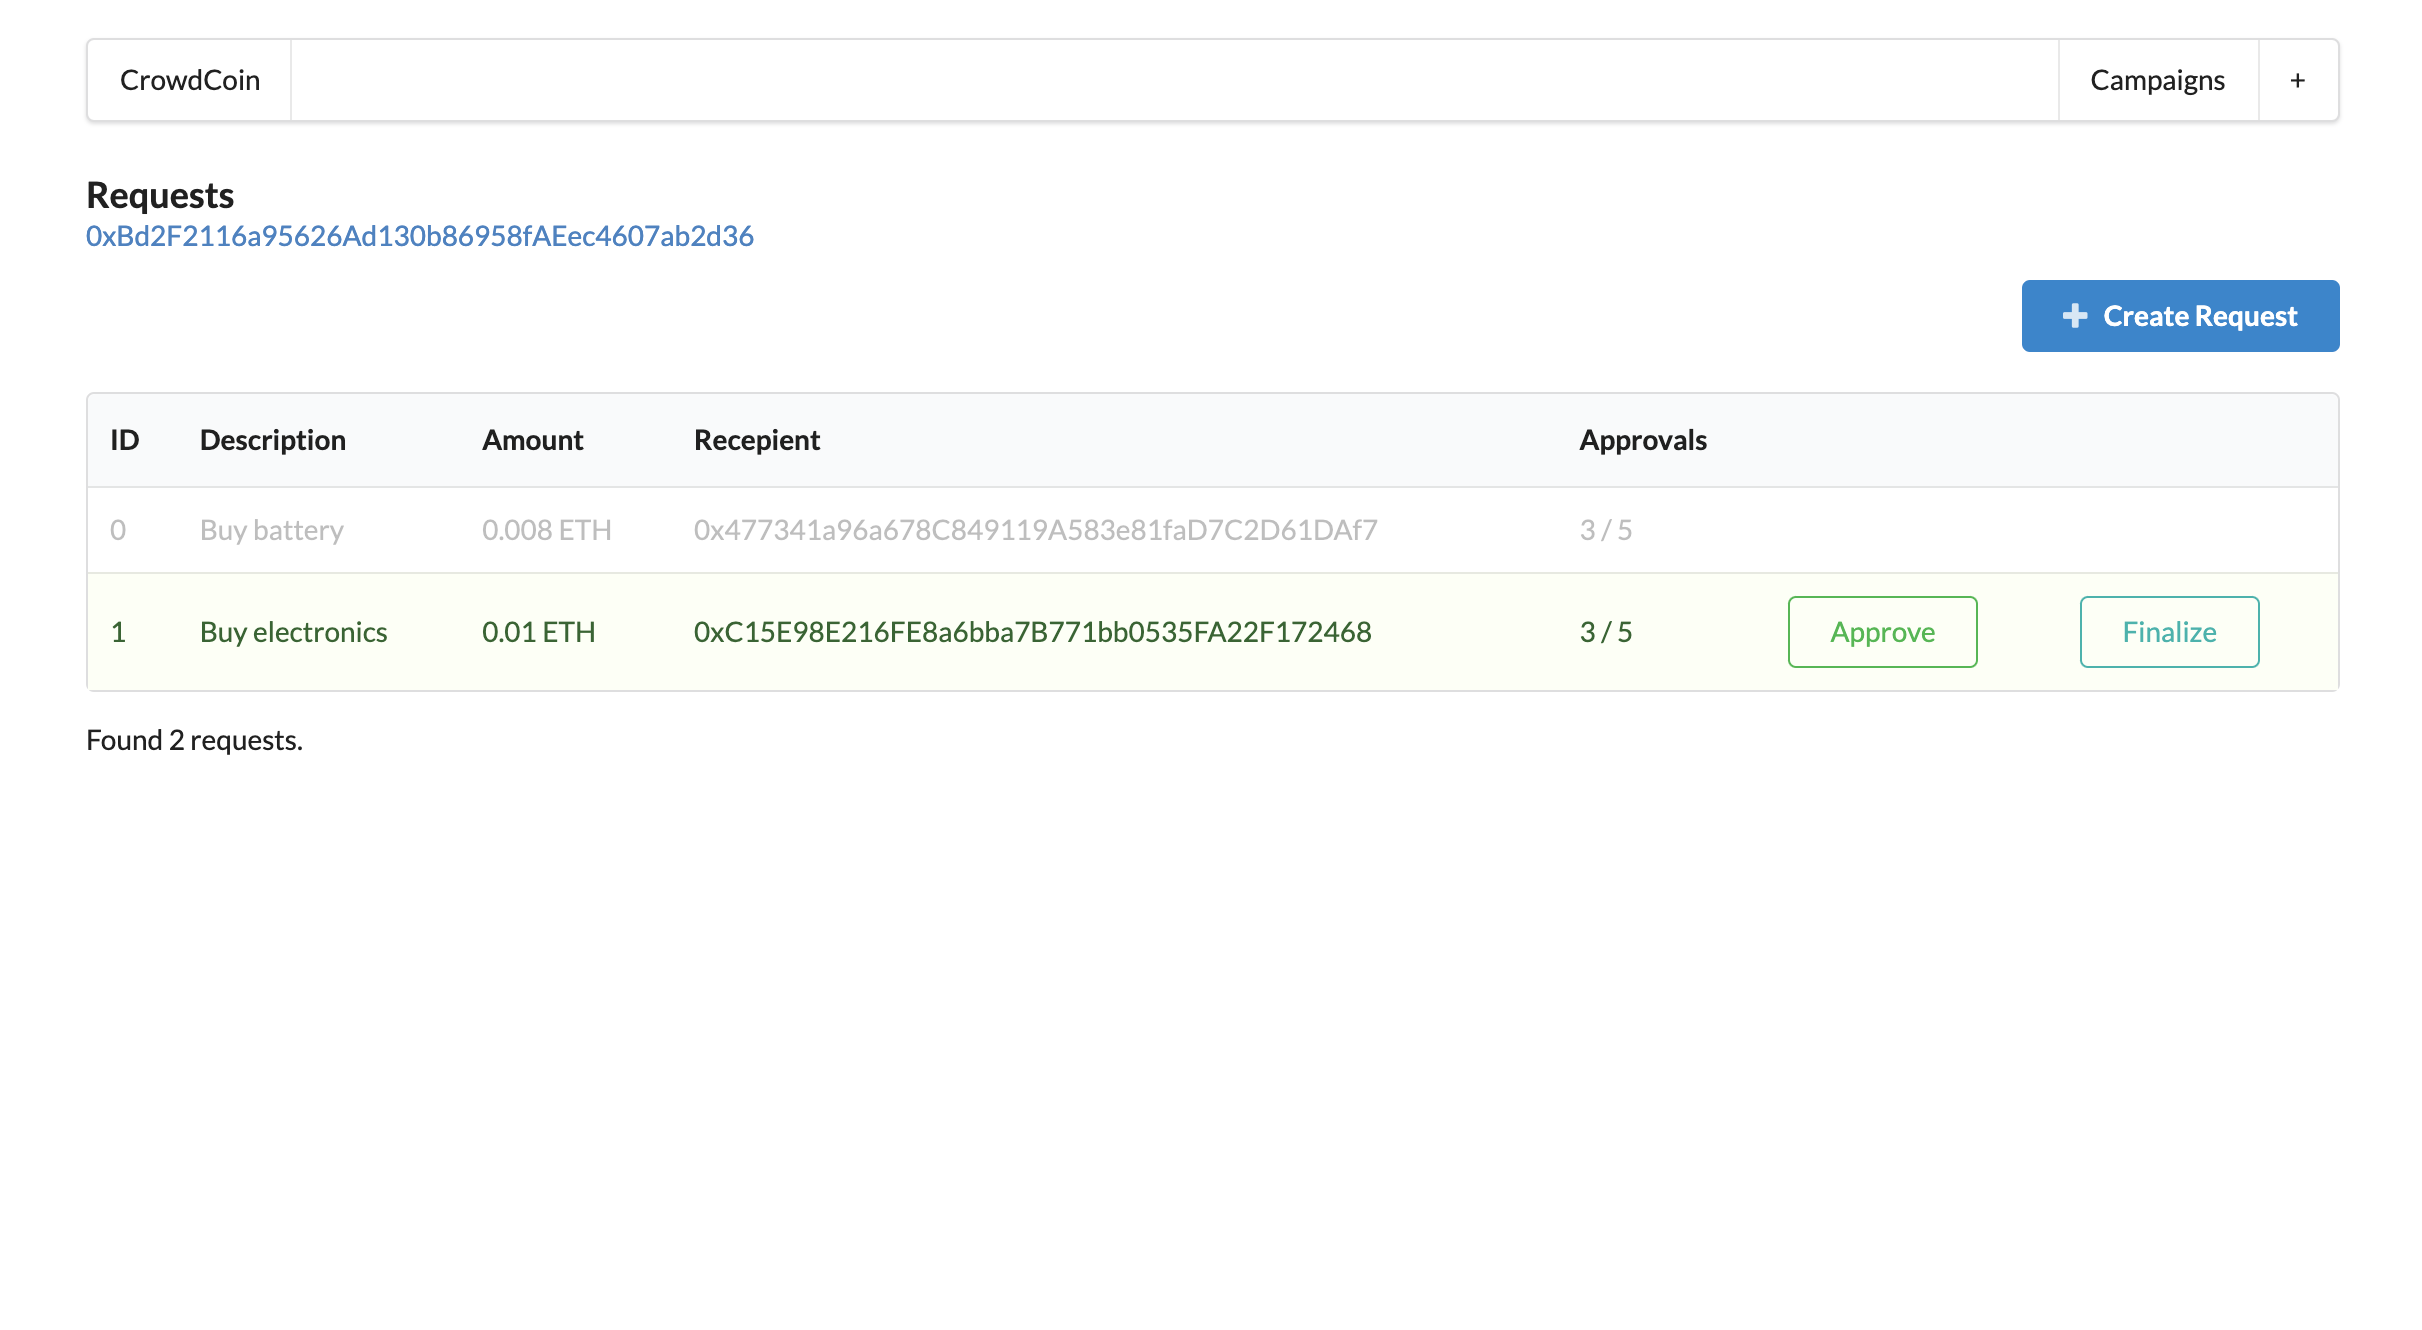 CrowdCoin Campaigns +
Requests
0xBd2F2116a95626Ad130b86958fAEec4607ab2d36
Create Request
ID Description Amount Recepient Approvals
0 Buy battery 0.008 ETH 0x477341a96a678C849119A583e81faD7C2D61DAf7 3 / 5
1 Buy electronics 0.01 ETH 0xC15E98E216FE8a6bba7B771bb0535FA22F172468 3 / 5 Approve Finalize
Found 2 requests.